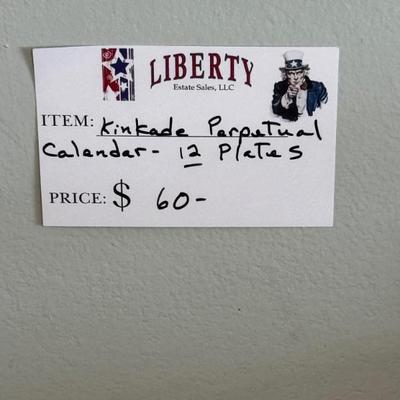 LIBERTY
Estate Sales, LLC
ITEM: Kinkade Perpetual
Calendar - 12 Plates
PRICE: $ 60-